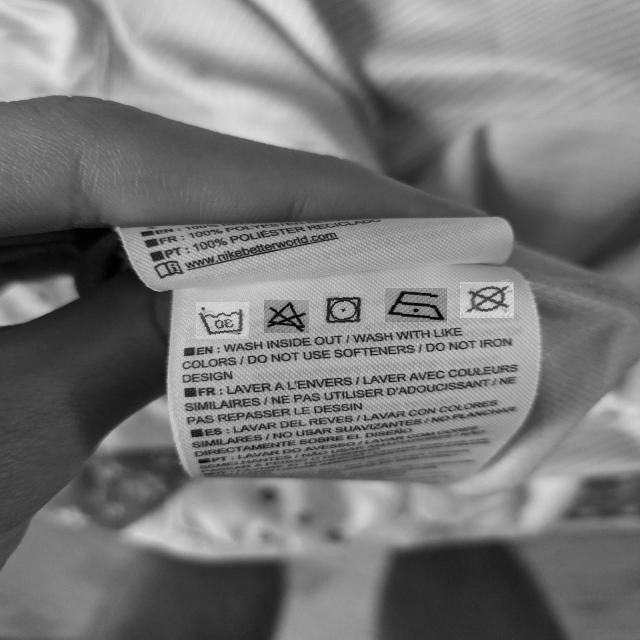 EN : 100% POLYES
FR : 100% POLYESTER
PT : 100% POLIÉSTER RECICLADO
www.nikebetterworld.com
30
EN : WASH INSIDE OUT / WASH WITH LIKE
COLORS / DO NOT USE SOFTENERS / DO NOT IRON
DESIGN
FR : LAVER A L'ENVERS / LAVER AVEC COULEURS
SIMILAIRES / NE PAS UTILISER D'ADOUCISSANT / NE
PAS REPASSER LE DESSIN
ES : LAVAR DEL REVES / LAVAR CON COLORES
SIMILARES / NO USAR SUAVIZANTES / NO PLANCHAR
DIRECTAMENTE SOBRE EL DISEÑO
PT : LAVAR DO AVESSO / LAVAR COM CORES